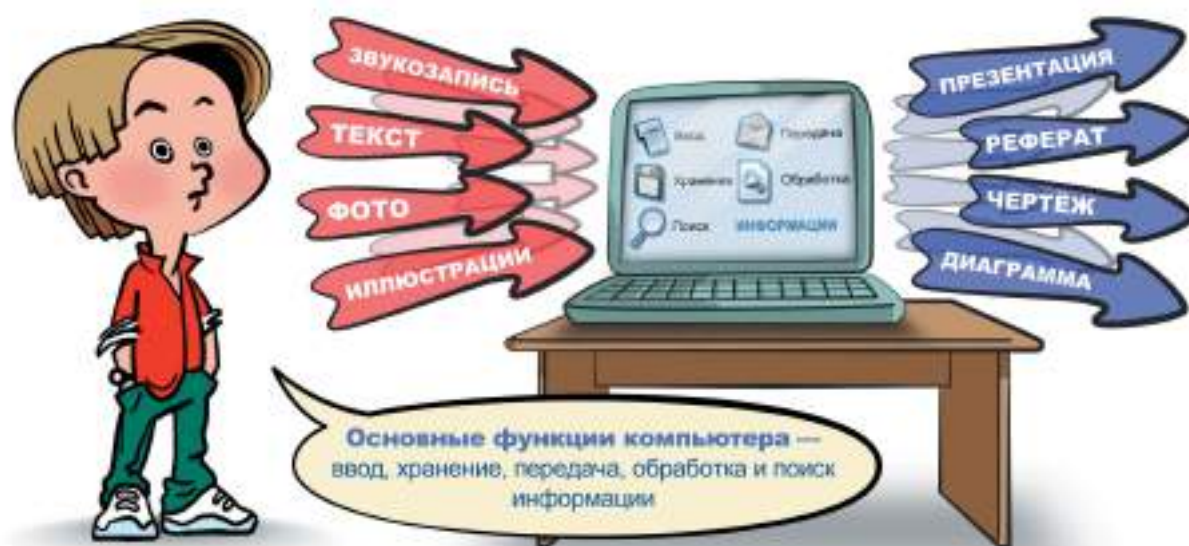 ЗВУКОЗАПИСЬ
ТЕКСТ
ФОТО
ИЛЛЮСТРАЦИИ
Ввод
Передача
Хранение
Обработка
Поиск
ИНФОРМАЦИИ
ПРЕЗЕНТАЦИЯ
РЕФЕРАТ
ЧЕРТЕЖ
ДИАГРАММА
Основные функции компьютера —
ввод, хранение, передача, обработка и поиск
информации